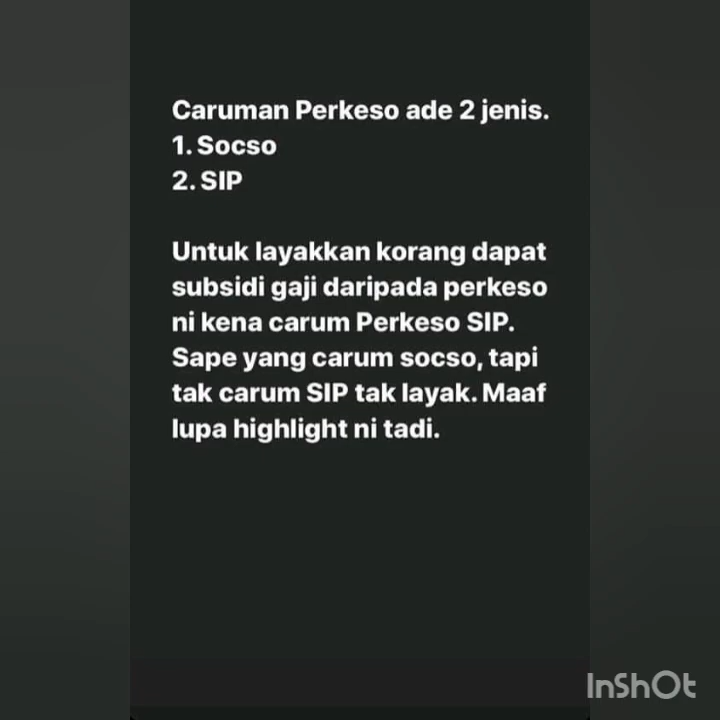 Caruman Perkeso ade 2 jenis.
1. Socso
2. SIP
Untuk layakkan korang dapat
subsidi gaji daripada perkeso
ni kena carum Perkeso SIP.
Sape yang carum socso, tapi
tak carum SIP tak layak. Maaf
lupa highlight ni tadi.
InShOt